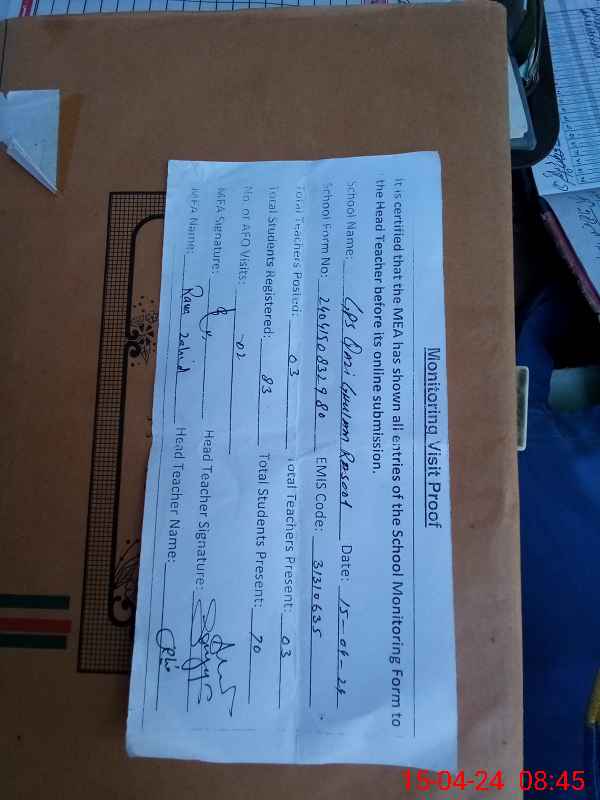 Monitoring Visit Proof
It is certified that the MEA has shown all entries of the School Monitoring Form to
the Head Teacher before its online submission.
School Name: GPS Qazi Ghulam Rasool Date: 15-04-24
School Form No: 2404150832980 EMIS Code: 31310635
Total Teachers Posted: 03 Total Teachers Present: 03
Total Students Registered: 83 Total Students Present: 70
No. of AEO Visits: -02
MEA Signature: Head Teacher Signature:
MEA Name: Rana Zahid Head Teacher Name:
15-04-24 08:45